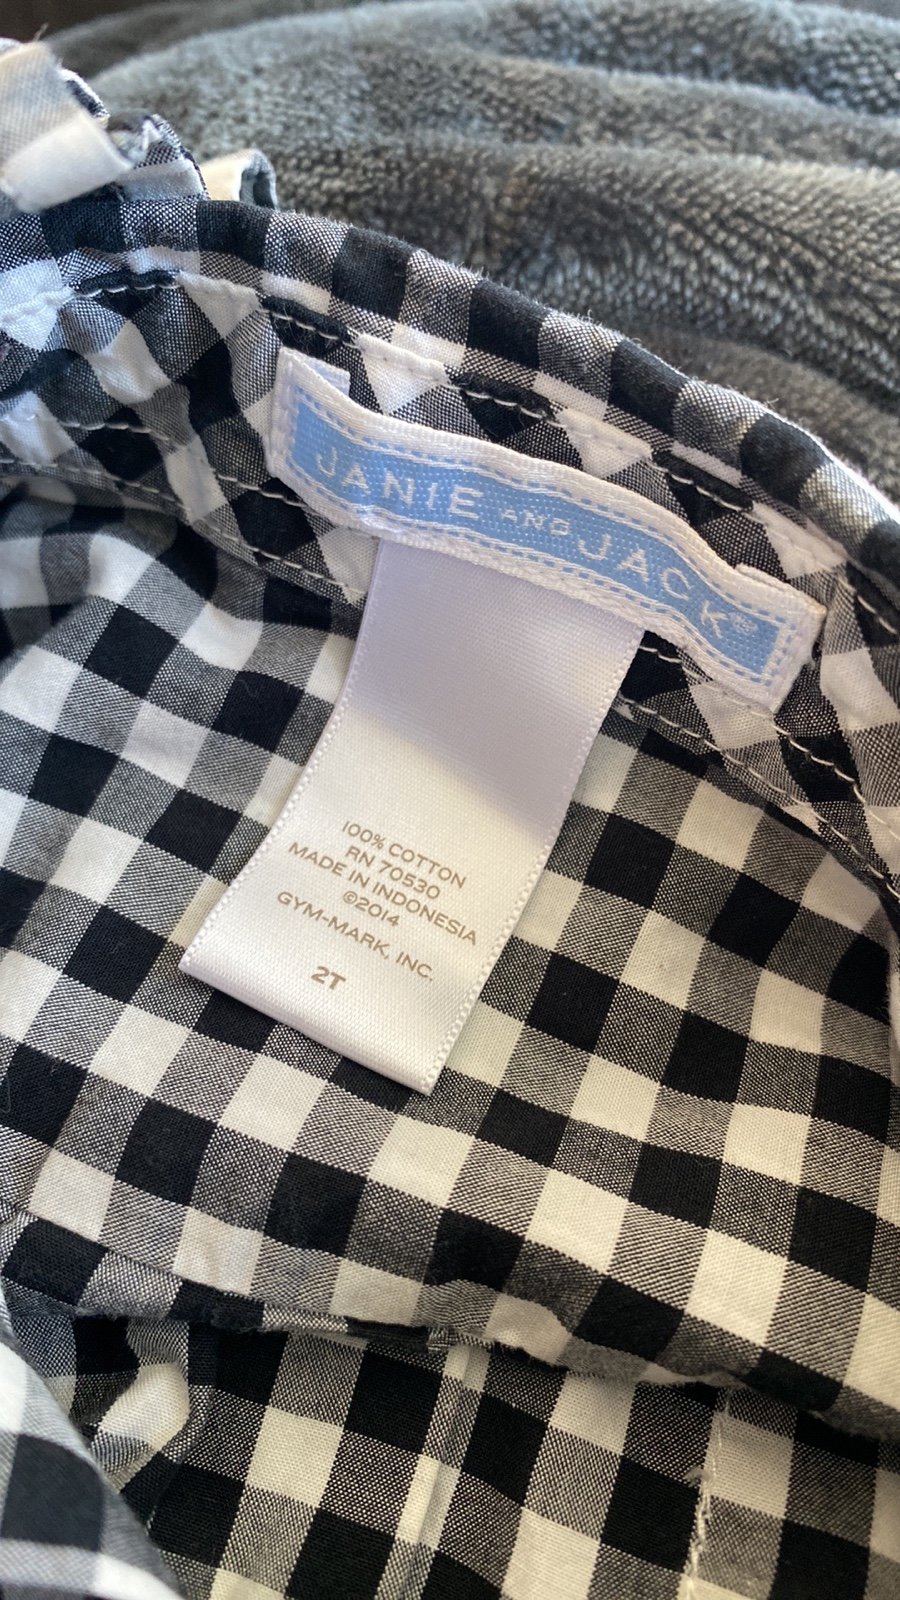 JANIE AND JACK®
100% COTTON
RN 70530
MADE IN INDONESIA
©2014
GYM-MARK, INC.
2T